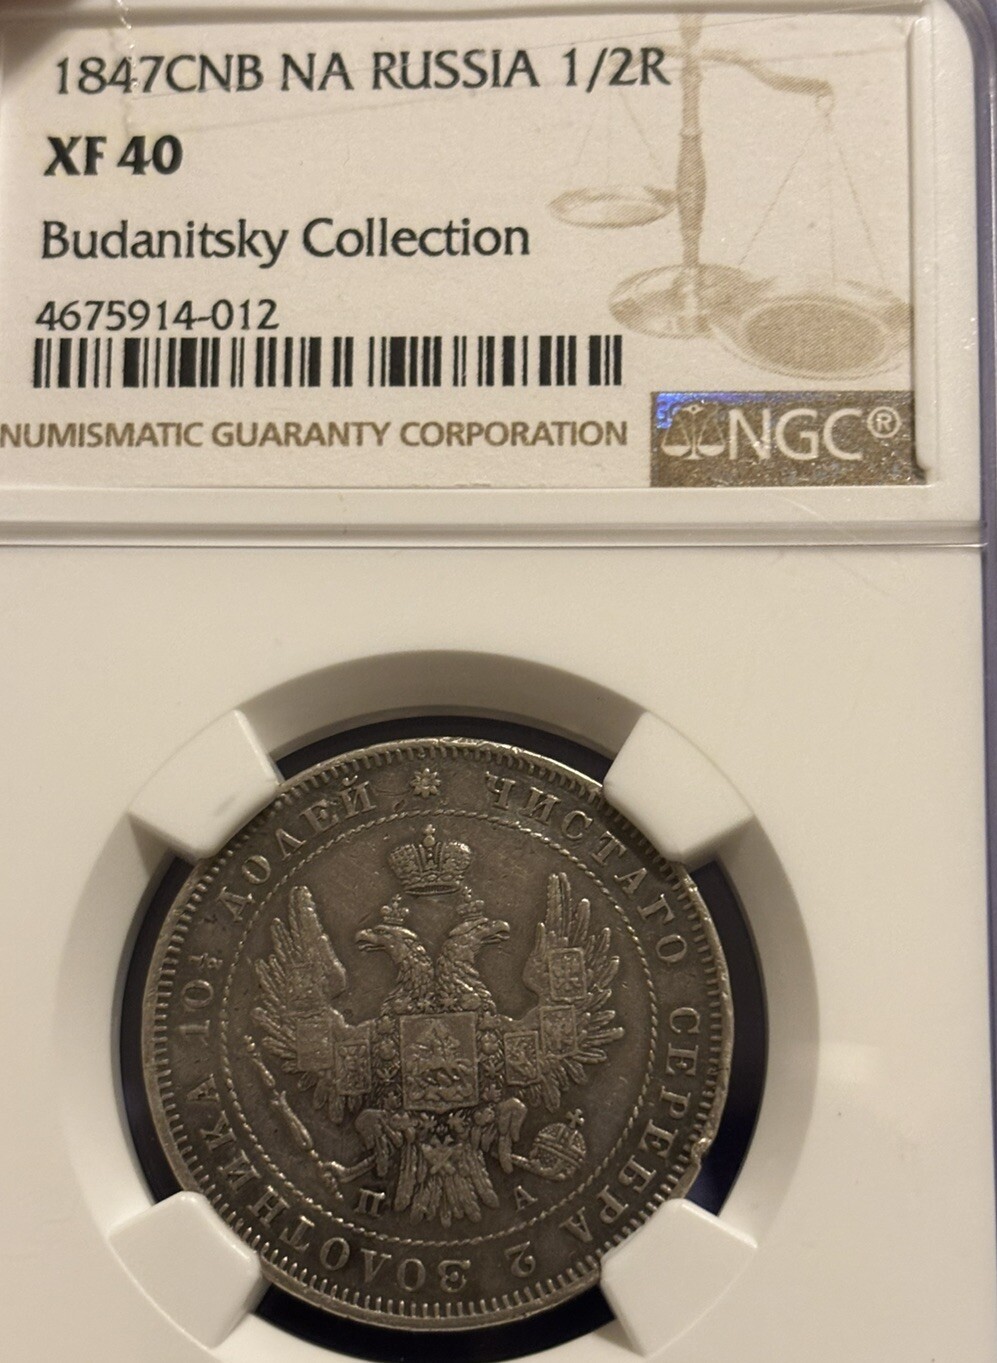 1847CNB NA RUSSIA 1/2R
XF 40
Budanitsky Collection
4675914-012
NUMISMATIC GUARANTY CORPORATION
NGC®
ЧИСТАГО СЕРЕБРА 2 ЗОЛОТНИКА 10½ ДОЛЕЙ
П А